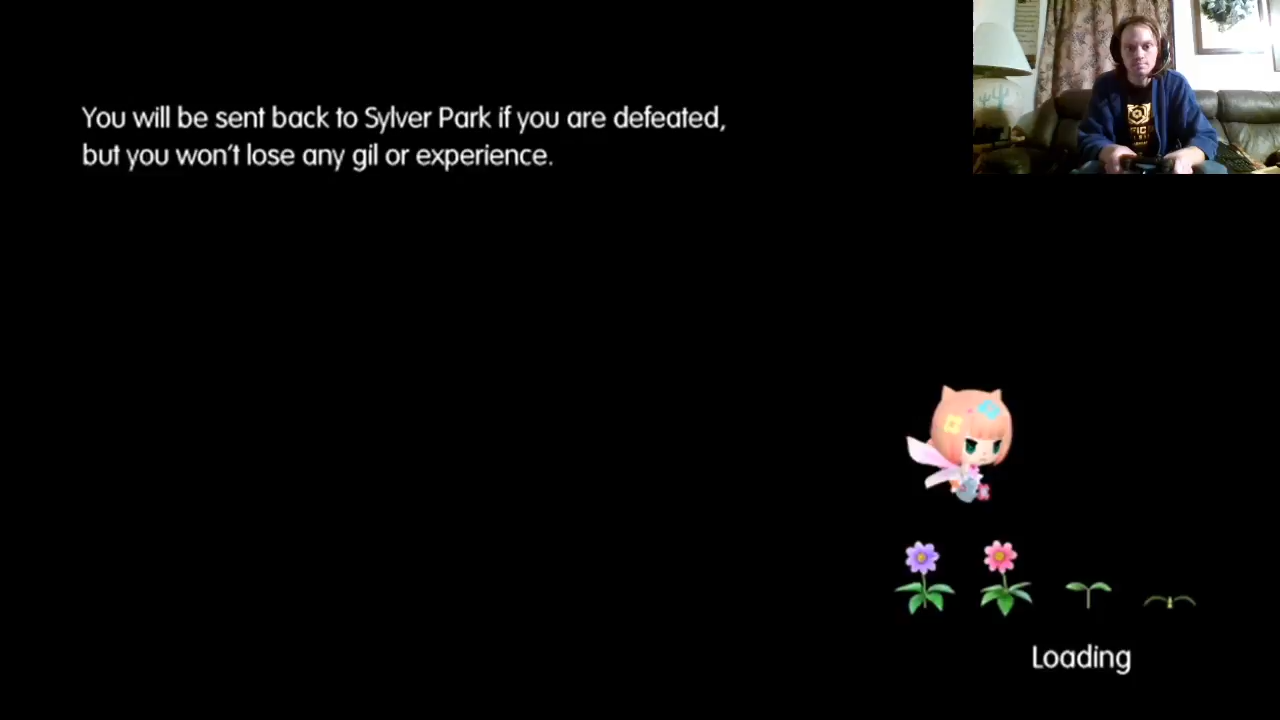 You will be sent back to Sylver Park if you are defeated,
but you won't lose any gil or experience.
Loading